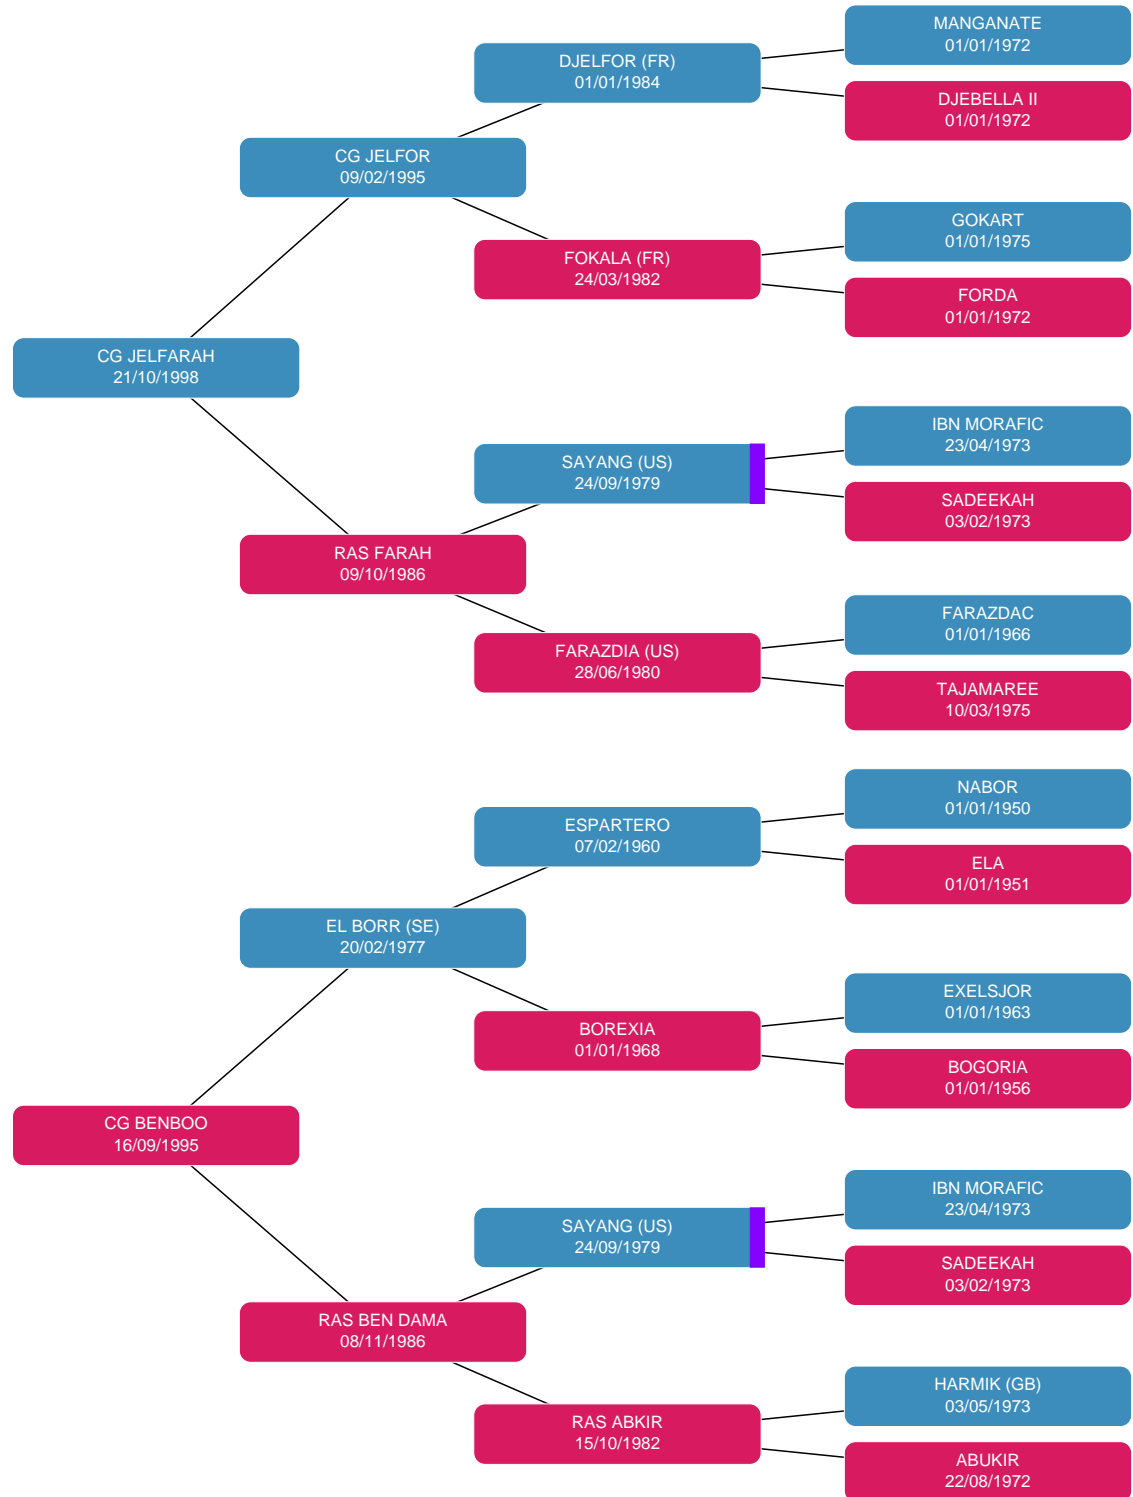 MANGANATE
01/01/1972
DJELFOR (FR)
01/01/1984
DJEBELLA II
01/01/1972
CG JELFOR
09/02/1995
GOKART
01/01/1975
FOKALA (FR)
24/03/1982
FORDA
01/01/1972
CG JELFARAH
21/10/1998
IBN MORAFIC
23/04/1973
SAYANG (US)
24/09/1979
SADEEKAH
03/02/1973
RAS FARAH
09/10/1986
FARAZDAC
01/01/1966
FARAZDIA (US)
28/06/1980
TAJAMAREE
10/03/1975
NABOR
01/01/1950
ESPARTERO
07/02/1960
ELA
01/01/1951
EL BORR (SE)
20/02/1977
EXELSJOR
01/01/1963
BOREXIA
01/01/1968
BOGORIA
01/01/1956
CG BENBOO
16/09/1995
IBN MORAFIC
23/04/1973
SAYANG (US)
24/09/1979
SADEEKAH
03/02/1973
RAS BEN DAMA
08/11/1986
HARMIK (GB)
03/05/1973
RAS ABKIR
15/10/1982
ABUKIR
22/08/1972